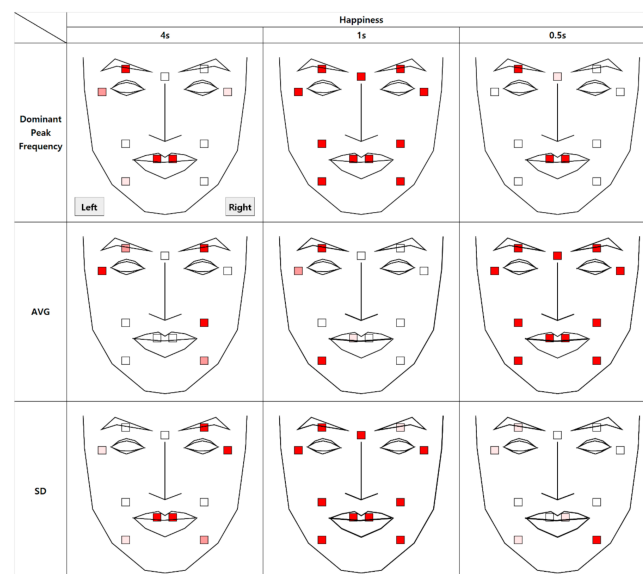 Happiness
4s 1s 0.5s
Dominant
Peak
Frequency
Left Right
AVG
SD